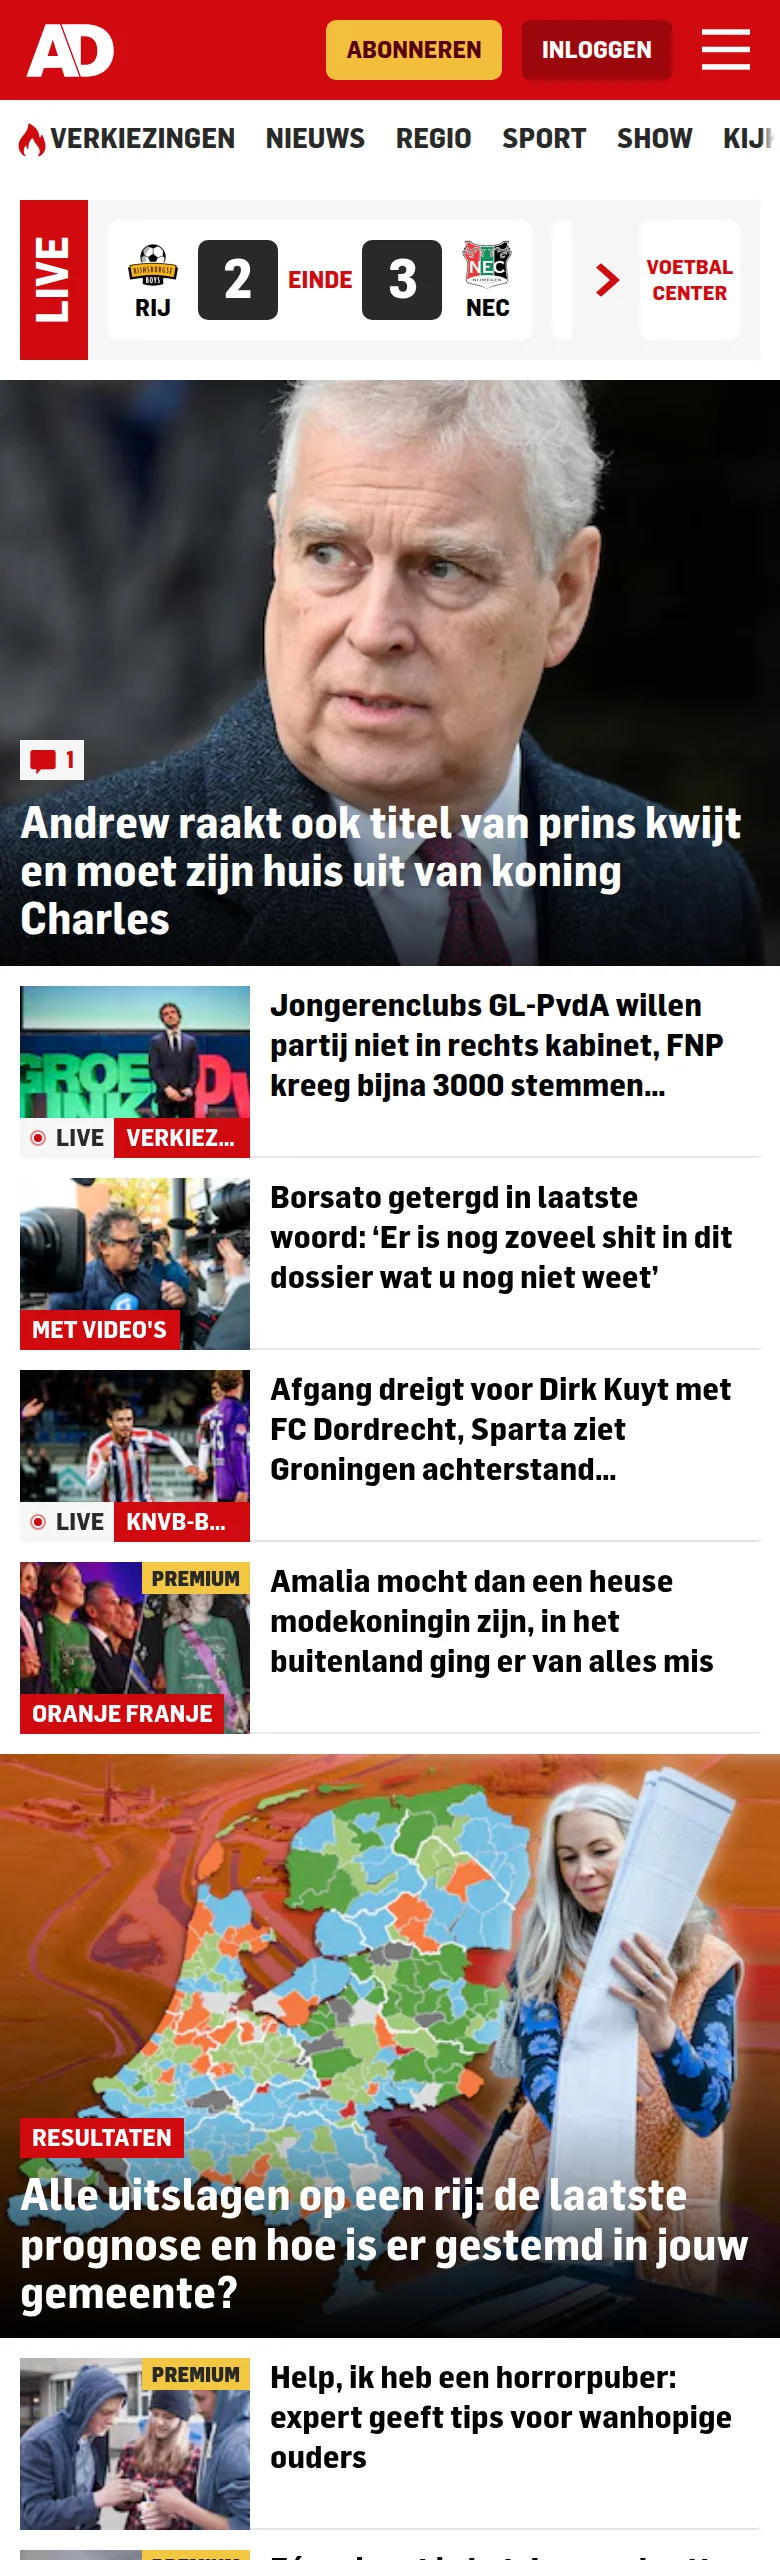 AD
ABONNEREN
INLOGGEN
VERKIEZINGEN NIEUWS REGIO SPORT SHOW
LIVE
RIJNSBURGSE
BOYS
RIJ
2
EINDE
3
NEC
NIJMEGEN
NEC
VOETBAL
CENTER
1
Andrew raakt ook titel van prins kwijt
en moet zijn huis uit van koning
Charles
LIVE VERKIEZ...
Jongerenclubs GL-PvdA willen
partij niet in rechts kabinet, FNP
kreeg bijna 3000 stemmen...
MET VIDEO'S
Borsato getergd in laatste
woord: ‘Er is nog zoveel shit in dit
dossier wat u nog niet weet’
LIVE KNVB-B...
Afgang dreigt voor Dirk Kuyt met
FC Dordrecht, Sparta ziet
Groningen achterstand...
PREMIUM
ORANJE FRANJE
Amalia mocht dan een heuse
modekoningin zijn, in het
buitenland ging er van alles mis
RESULTATEN
Alle uitslagen op een rij: de laatste
prognose en hoe is er gestemd in jouw
gemeente?
PREMIUM
Help, ik heb een horrorpuber:
expert geeft tips voor wanhopige
ouders